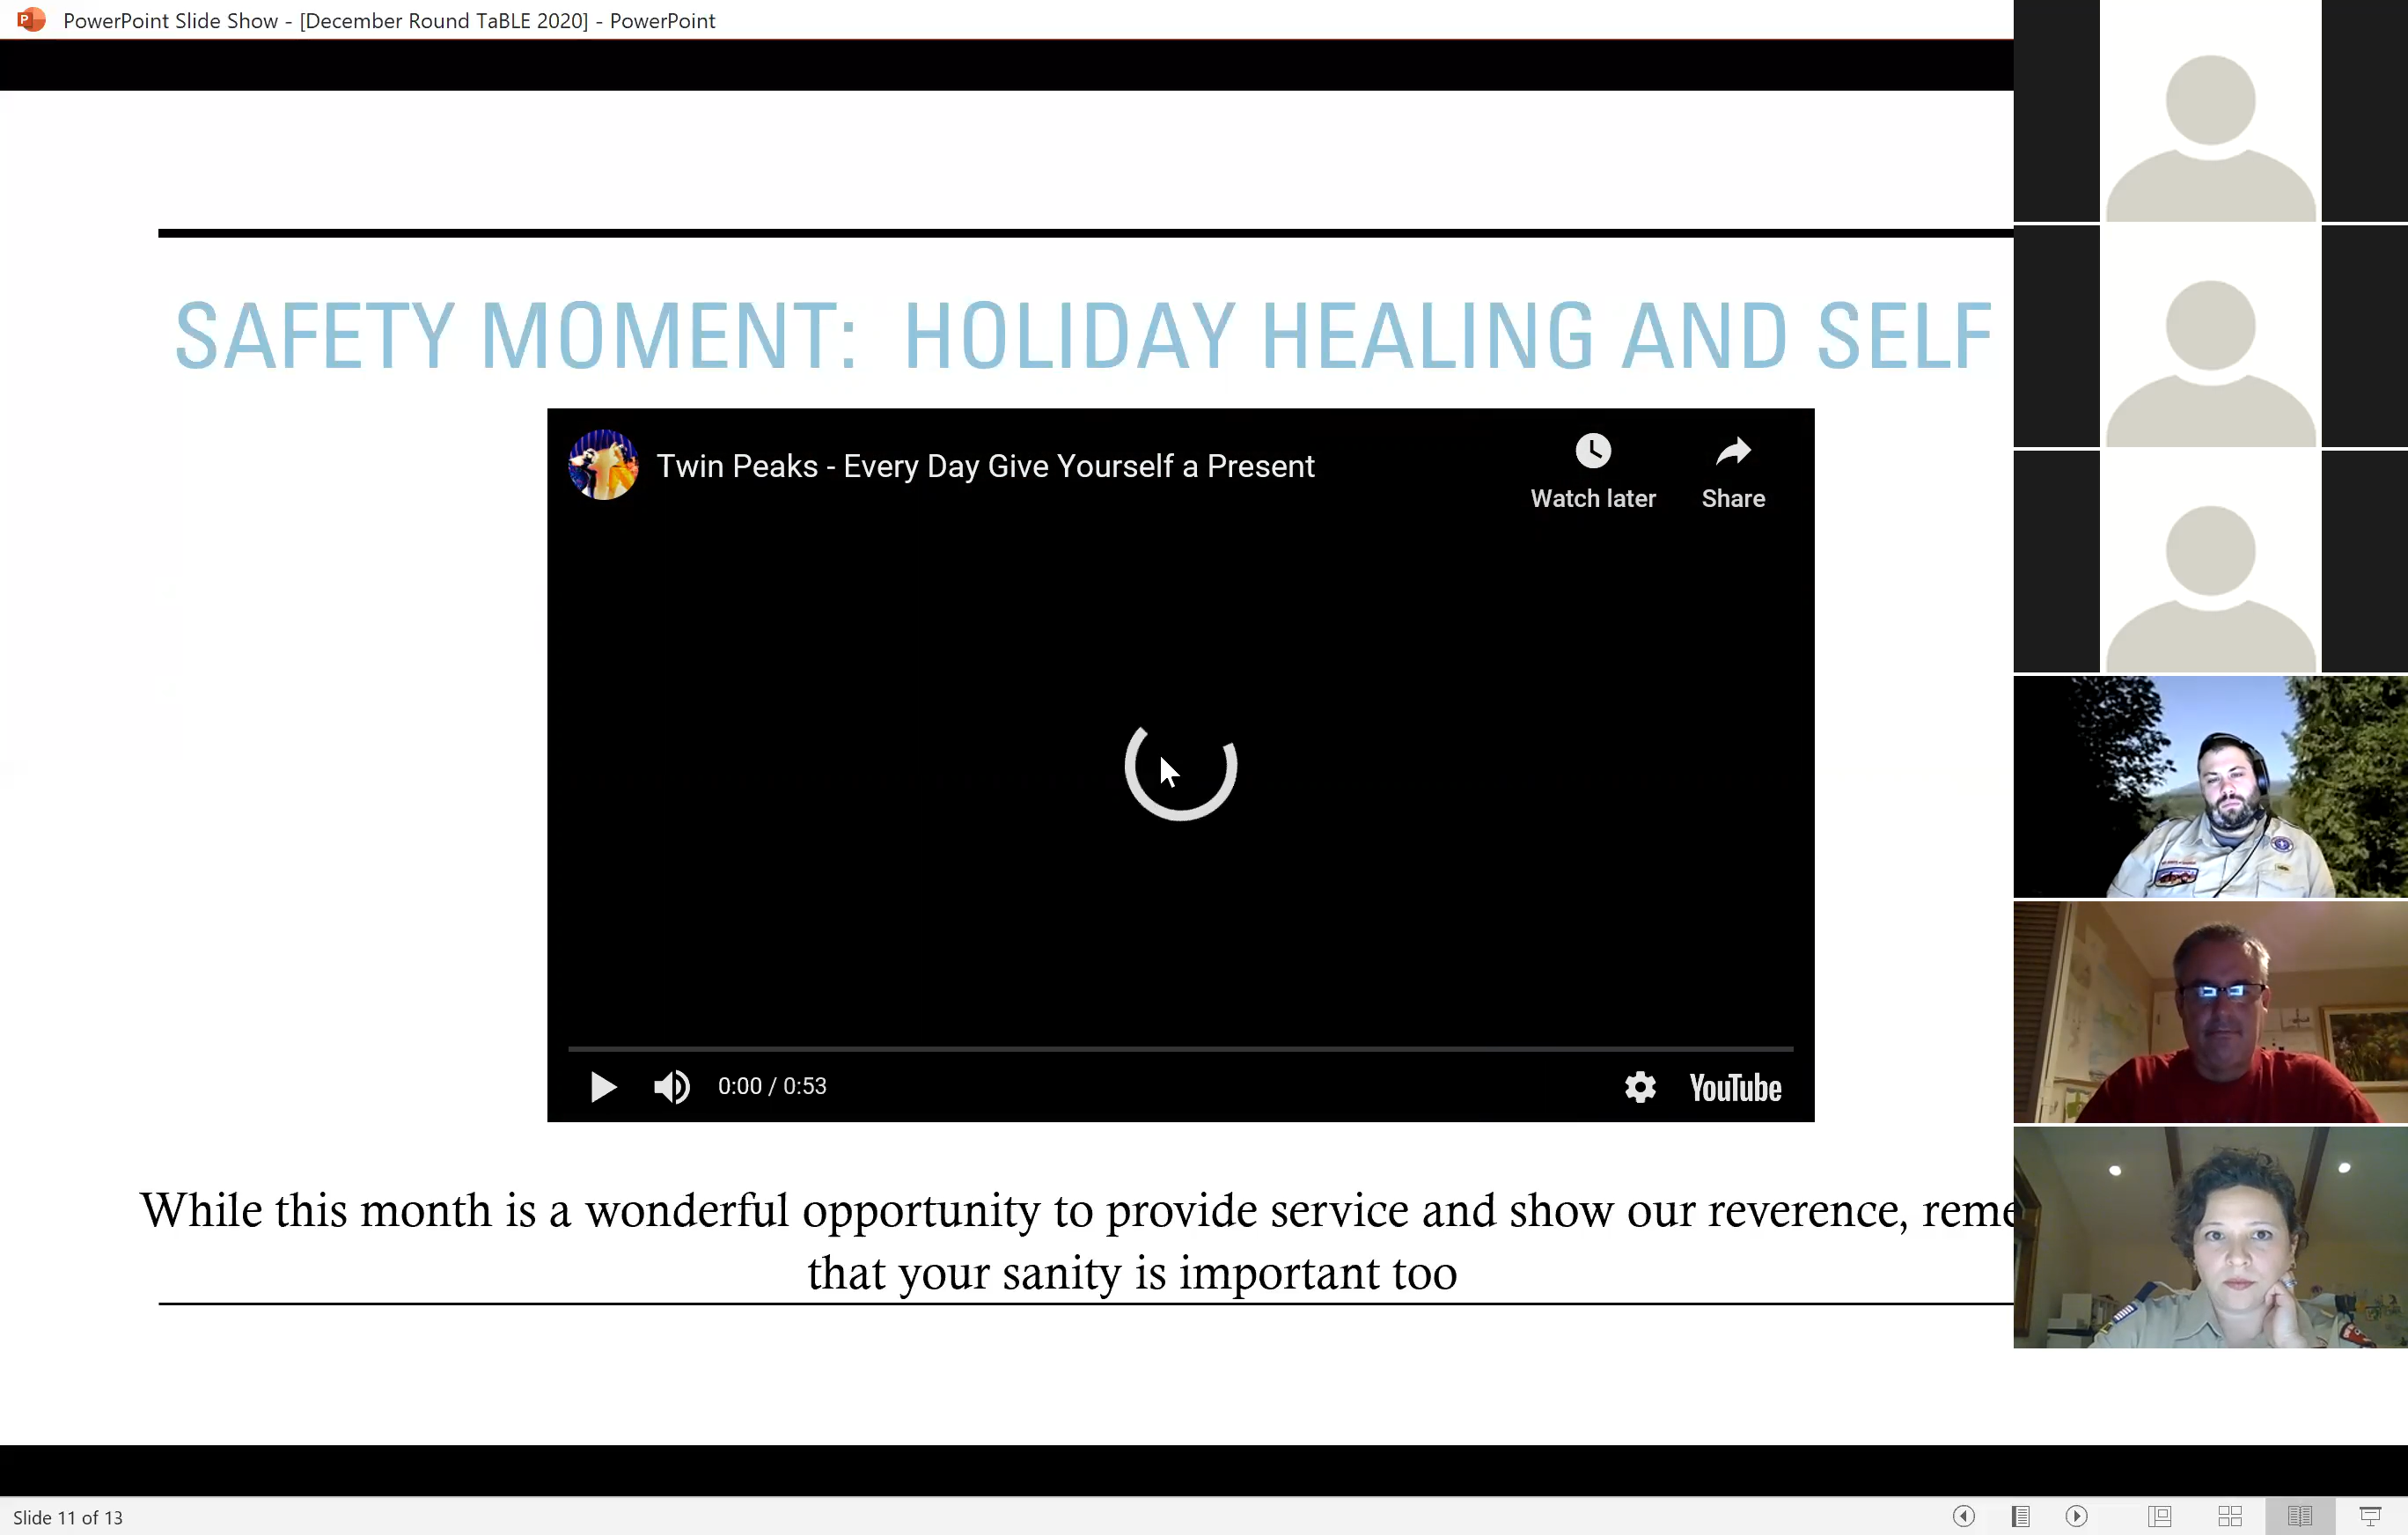 PowerPoint Slide Show - [December Round TaBLE 2020] - PowerPoint
SAFETY MOMENT: HOLIDAY HEALING AND SELF
Twin Peaks - Every Day Give Yourself a Present
Watch later
Share
0:00 / 0:53
YouTube
While this month is a wonderful opportunity to provide service and show our reverence, reme
that your sanity is important too
Slide 11 of 13